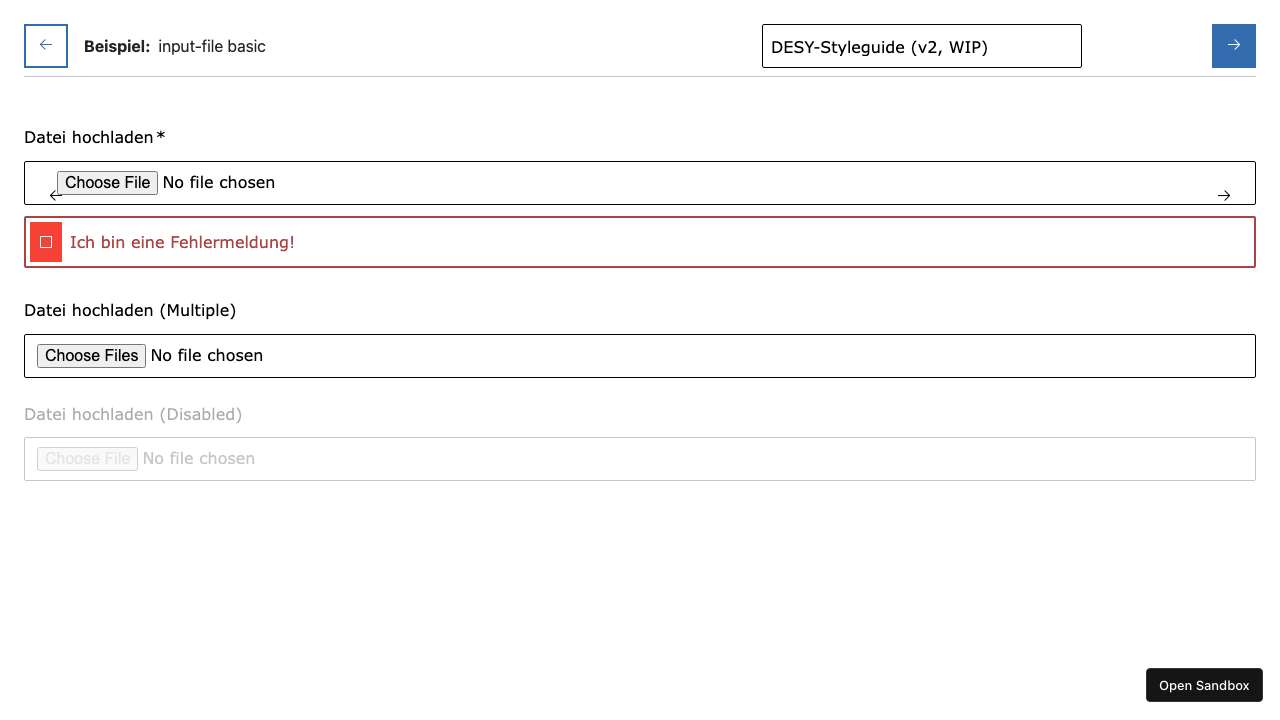 ← Beispiel: input-file basic DESY-Styleguide (v2, WIP) →
Datei hochladen*
Choose File No file chosen
← →
Ich bin eine Fehlermeldung!
Datei hochladen (Multiple)
Choose Files No file chosen
Datei hochladen (Disabled)
Choose File No file chosen
Open Sandbox